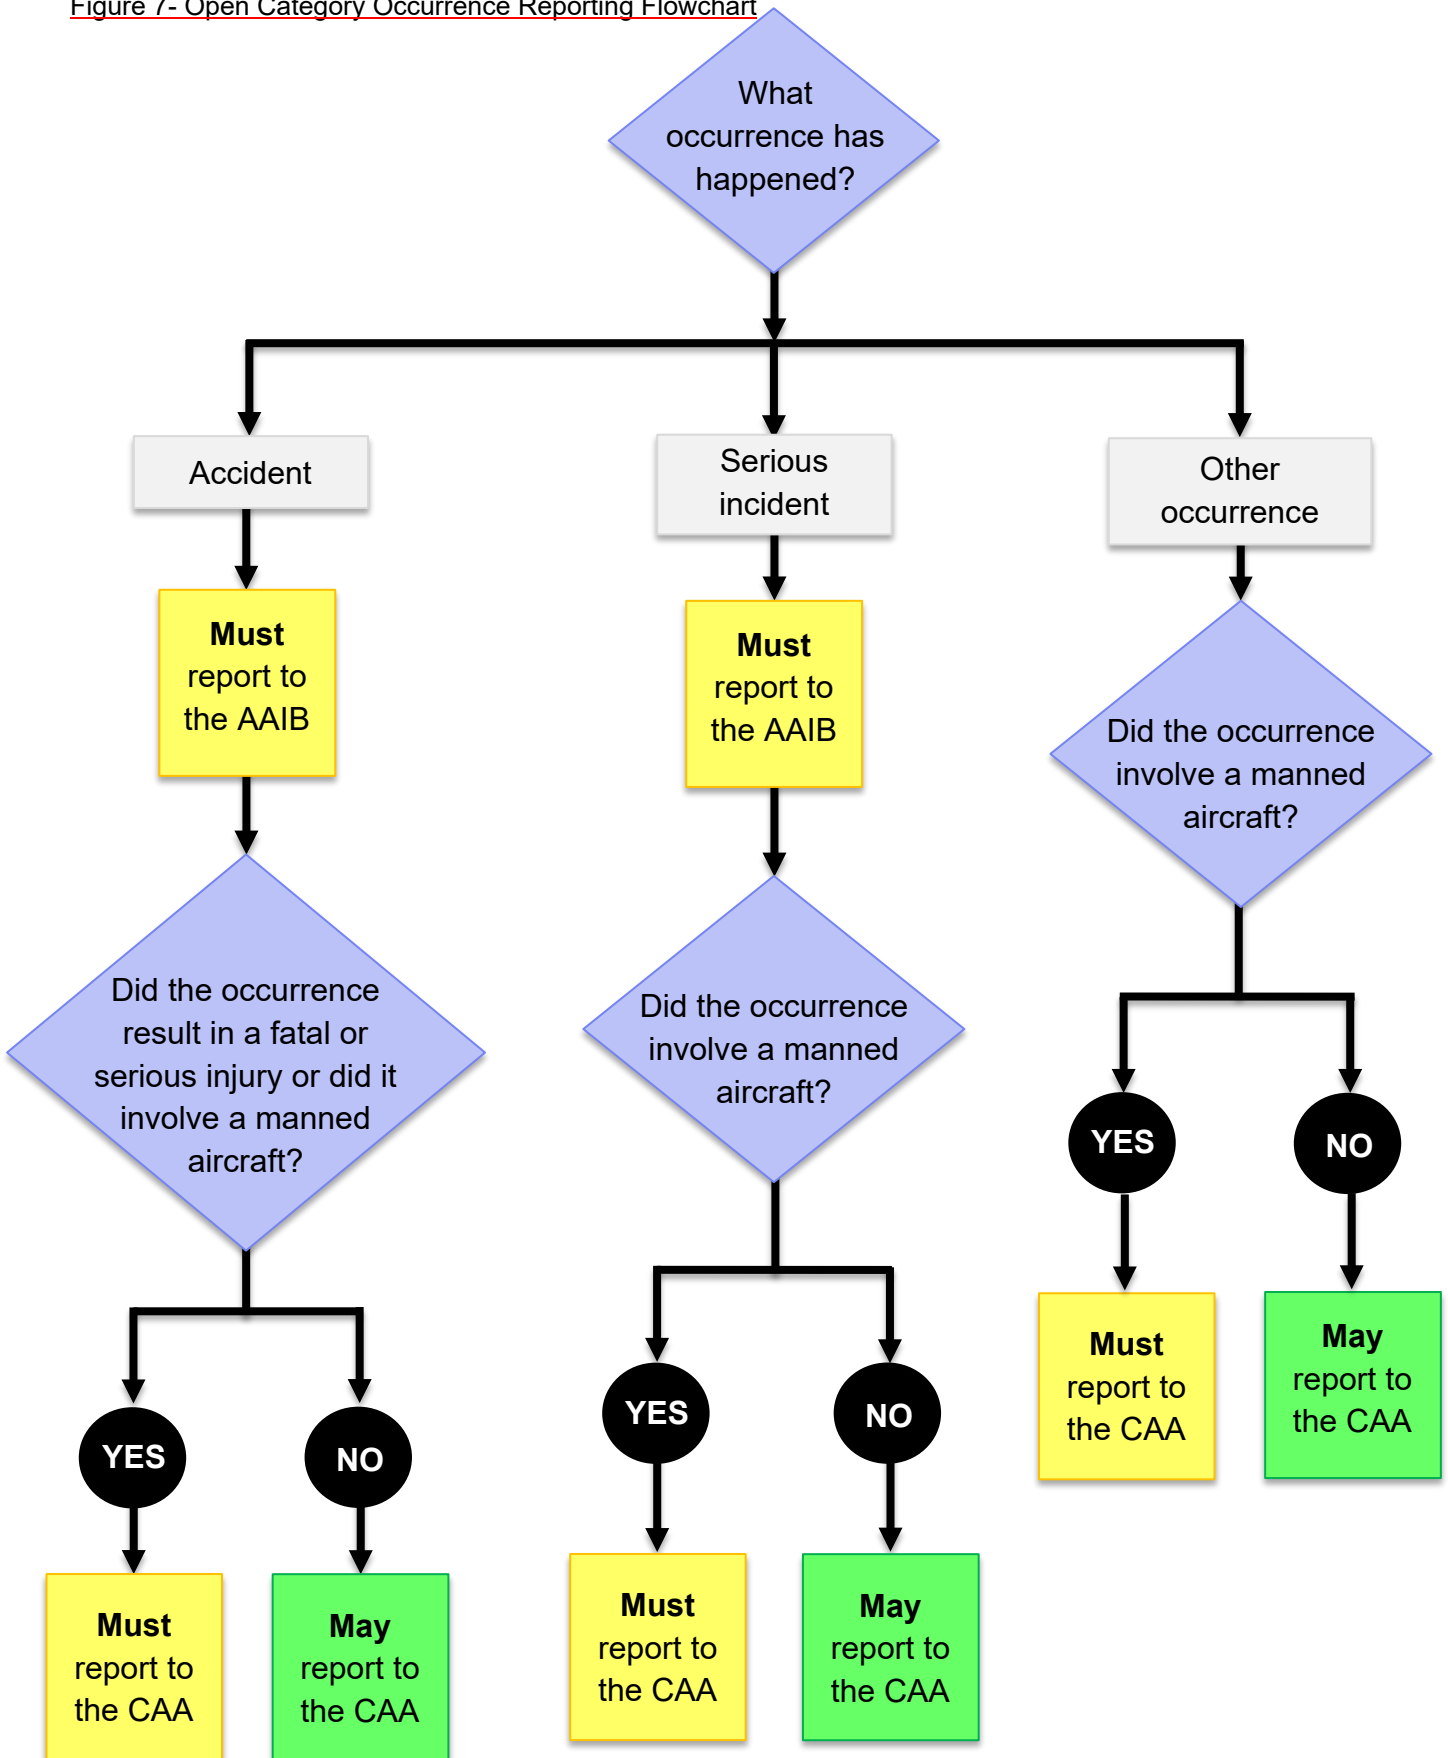 Figure 7- Open Category Occurrence Reporting Flowchart
What
occurrence has
happened?
Accident
Serious
incident
Other
occurrence
Must
report to
the AAIB
Must
report to
the AAIB
Did the occurrence
involve a manned
aircraft?
Did the occurrence
result in a fatal or
serious injury or did it
involve a manned
aircraft?
Did the occurrence
involve a manned
aircraft?
YES
NO
YES
NO
YES
NO
Must
report to
the CAA
May
report to
the CAA
Must
report to
the CAA
May
report to
the CAA
Must
report to
the CAA
May
report to
the CAA